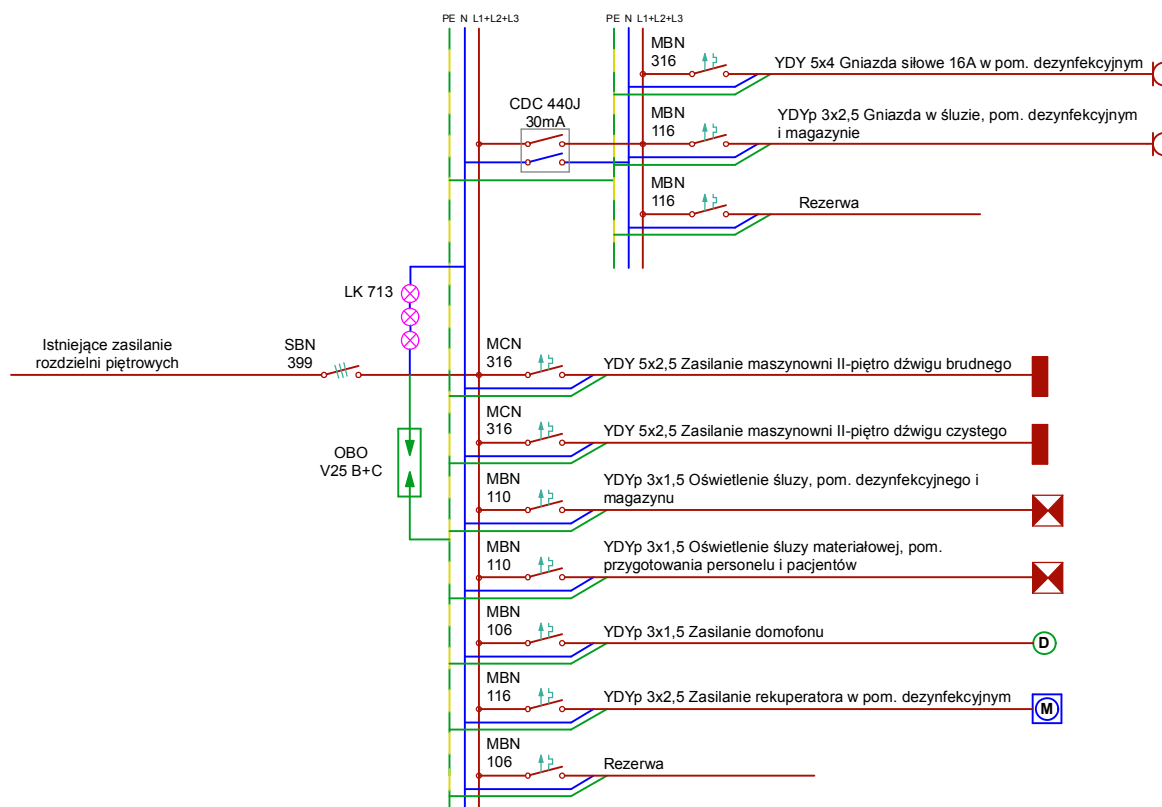 PE N L1+L2+L3
PE N L1+L2+L3
MBN
316
YDY 5x4 Gniazda siłowe 16A w pom. dezynfekcyjnym
CDC 440J
30mA
MBN
116
YDYp 3x2,5 Gniazda w śluzie, pom. dezynfekcyjnym
i magazynie
MBN
116
Rezerwa
LK 713
Istniejące zasilanie
rozdzielni piętrowych
SBN
399
MCN
316
YDY 5x2,5 Zasilanie maszynowni II-piętro dźwigu brudnego
MCN
316
YDY 5x2,5 Zasilanie maszynowni II-piętro dźwigu czystego
OBO
V25 B+C
MBN
110
YDYp 3x1,5 Oświetlenie śluzy, pom. dezynfekcyjnego i
magazynu
MBN
110
YDYp 3x1,5 Oświetlenie śluzy materiałowej, pom.
przygotowania personelu i pacjentów
MBN
106
YDYp 3x1,5 Zasilanie domofonu
D
MBN
116
YDYp 3x2,5 Zasilanie rekuperatora w pom. dezynfekcyjnym
M
MBN
106
Rezerwa